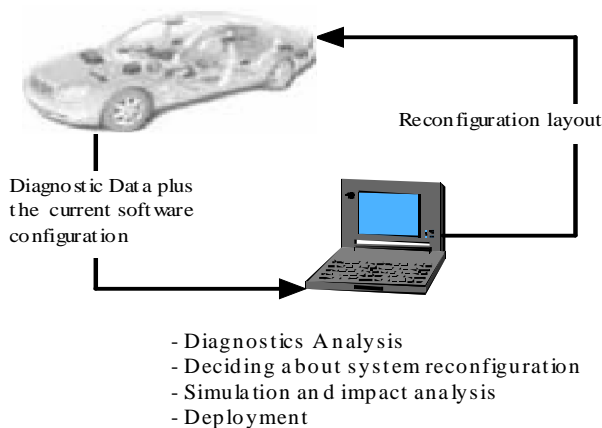 Reconfiguration layout
Diagnostic Data plus
the current software
configuration
- Diagnostics Analysis
- Deciding about system reconfiguration
- Simulation and impact analysis
- Deployment